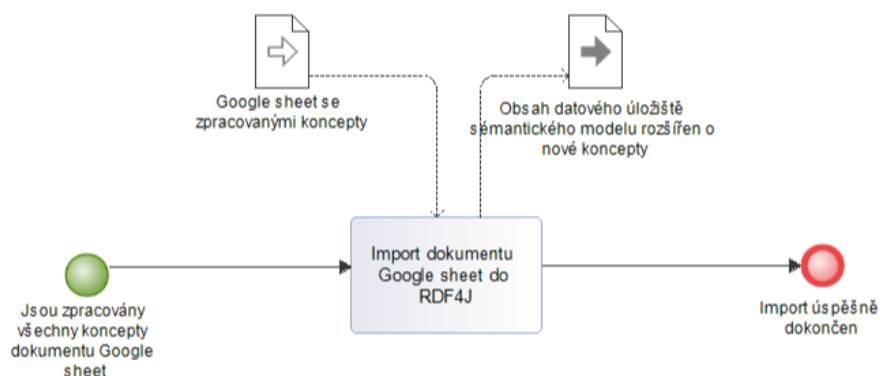 Google sheet se
zpracovanými koncepty
Obsah datového úložiště
sémantického modelu rozšířen o
nové koncepty
Import dokumentu
Google sheet do
RDF4J
Jsou zpracovány
všechny koncepty
dokumentu Google
sheet
Import úspěšně
dokončen